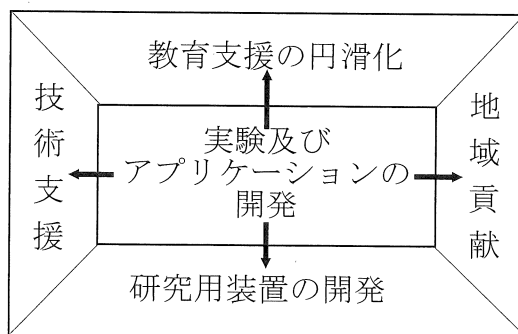 教育支援の円滑化
技術支援
実験及び
アプリケーションの
開発
地域貢献
研究用装置の開発